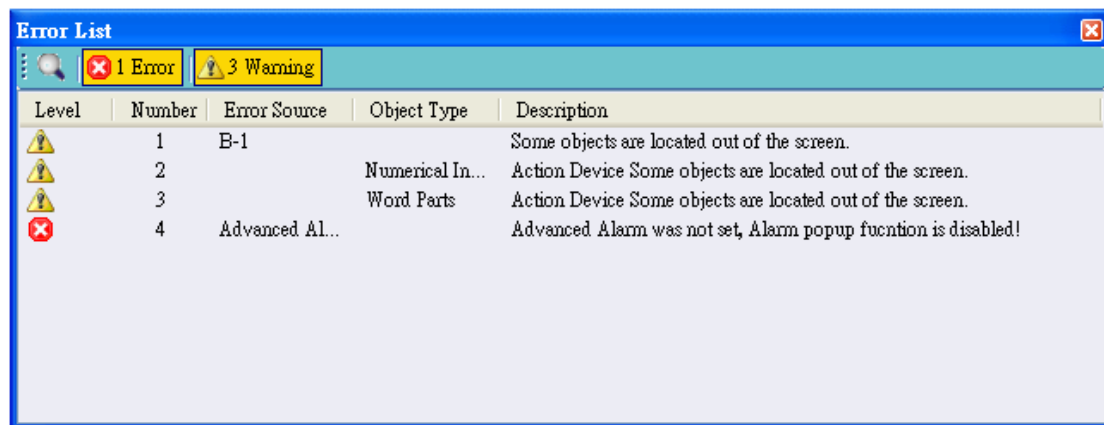 Error List
1 Error 3 Warning
Level Number Error Source Object Type Description
1 B-1 Some objects are located out of the screen.
2 Numerical In... Action Device Some objects are located out of the screen.
3 Word Parts Action Device Some objects are located out of the screen.
4 Advanced Al... Advanced Alarm was not set, Alarm popup fucntion is disabled!